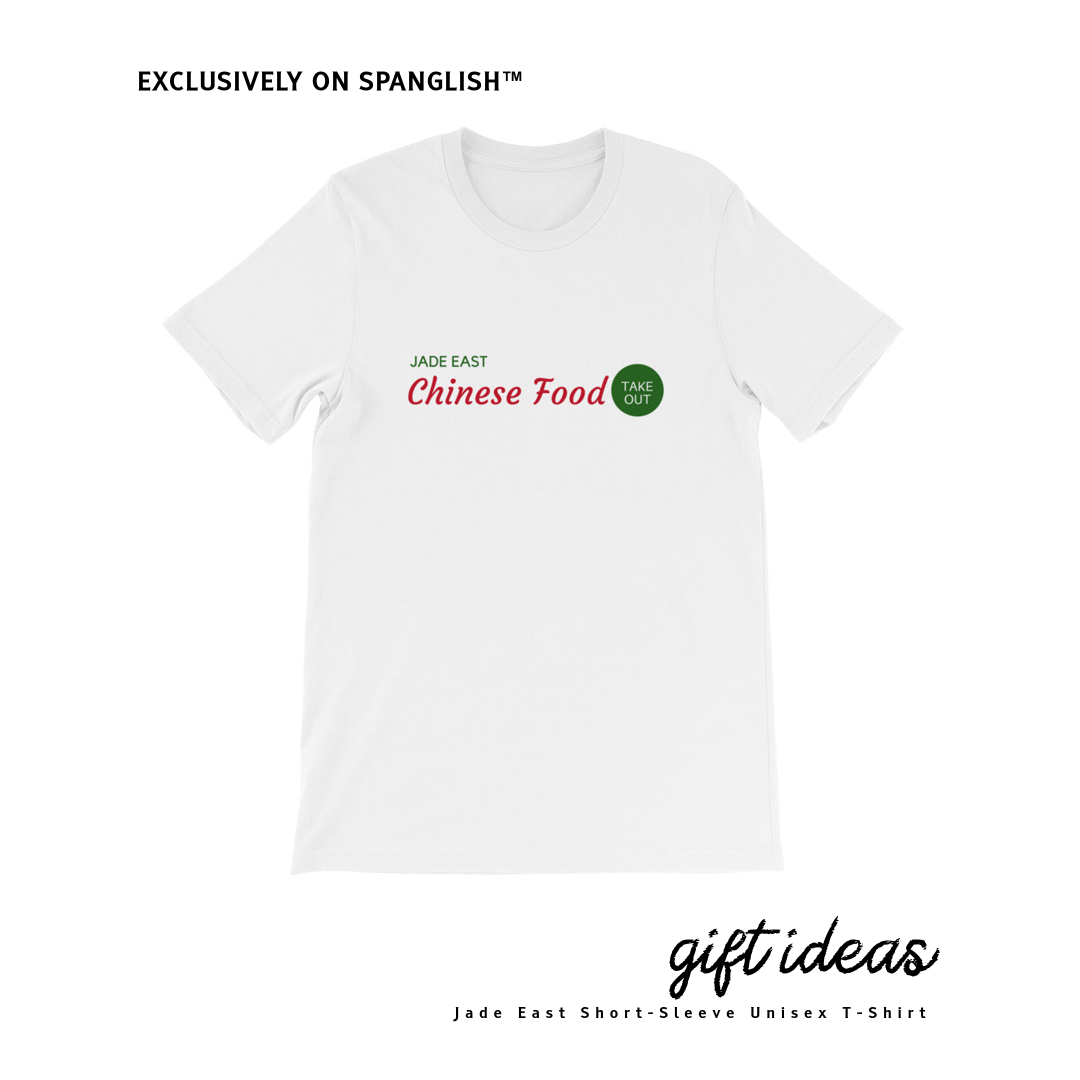 EXCLUSIVELY ON SPANGLISH™
JADE EAST
Chinese Food
TAKE
OUT
gift ideas
Jade East Short-Sleeve Unisex T-Shirt